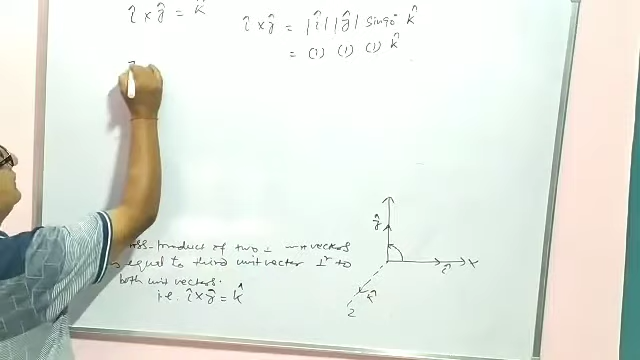 î × ĵ = k̂
î × ĵ = |î| |ĵ| sin90° k̂
= (1) (1) (1) k̂
ĵ
î
X
k̂
Z
product of two ⊥ unit vectors
equal to third unit vector ⊥r to
both unit vectors.
i.e. î × ĵ = k̂